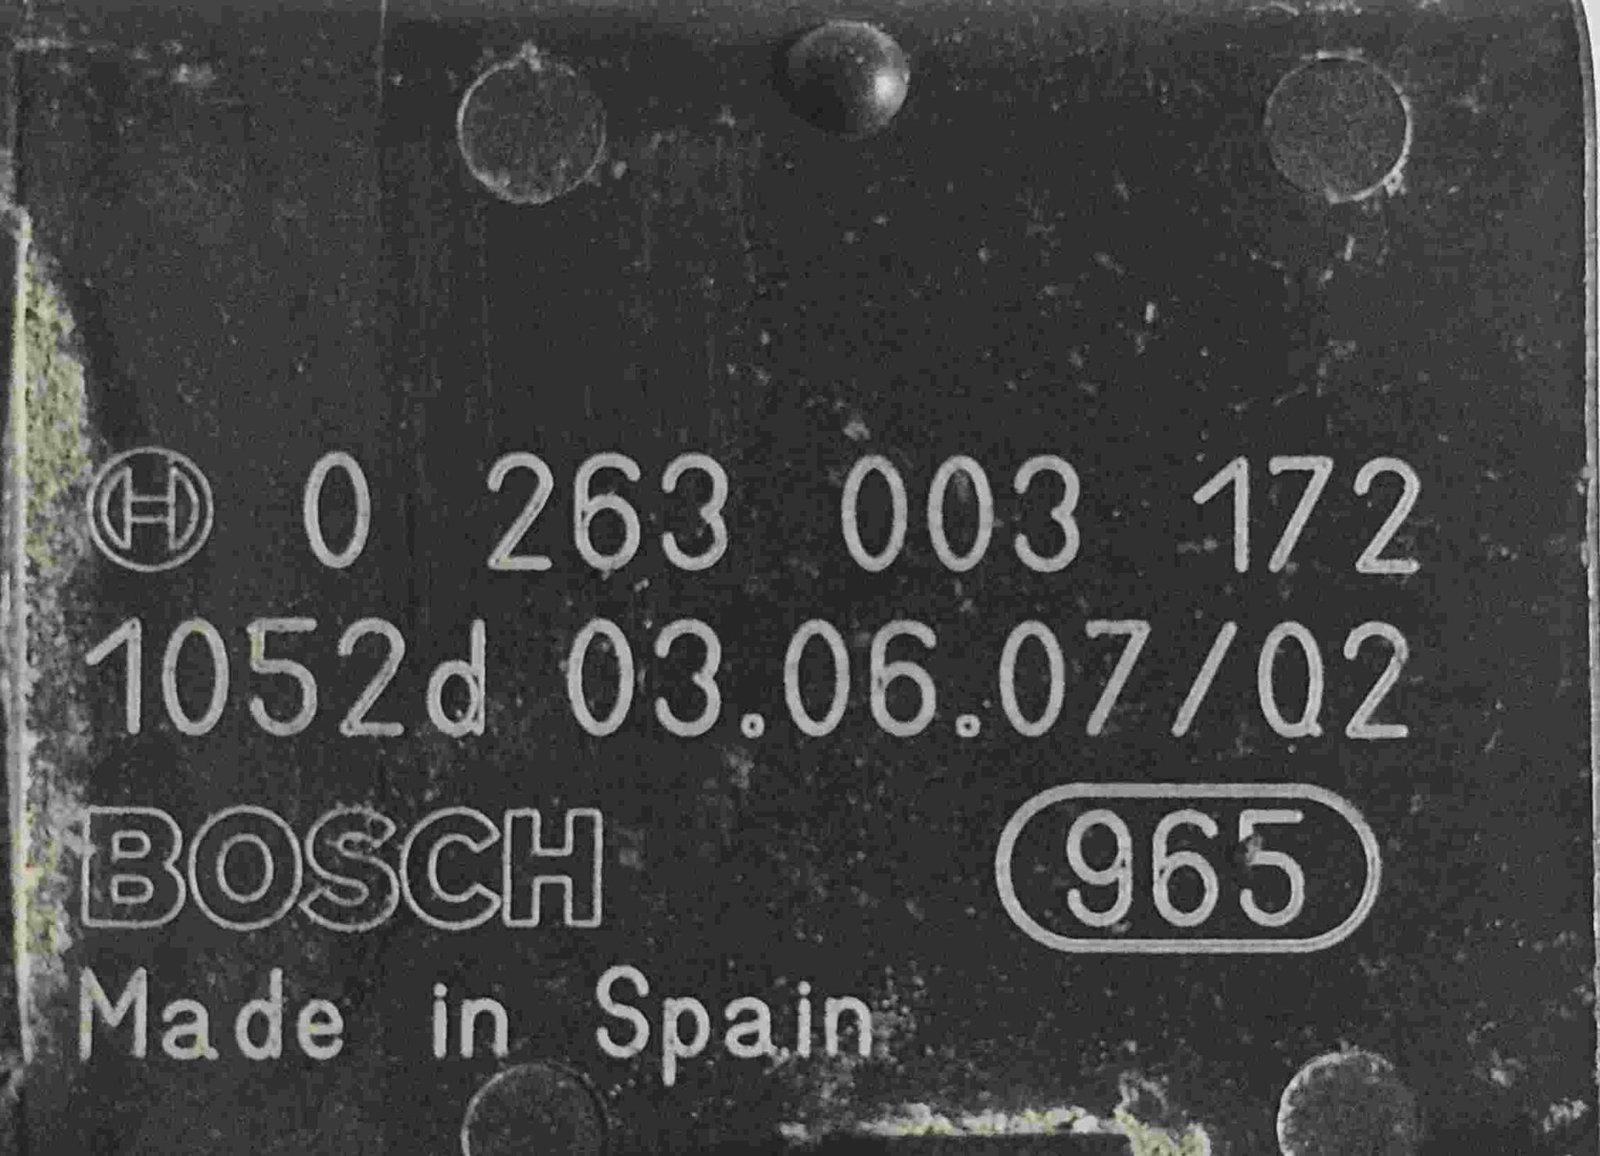 0 263 003 172
1052d 03.06.07/02
BOSCH 965
Made in Spain